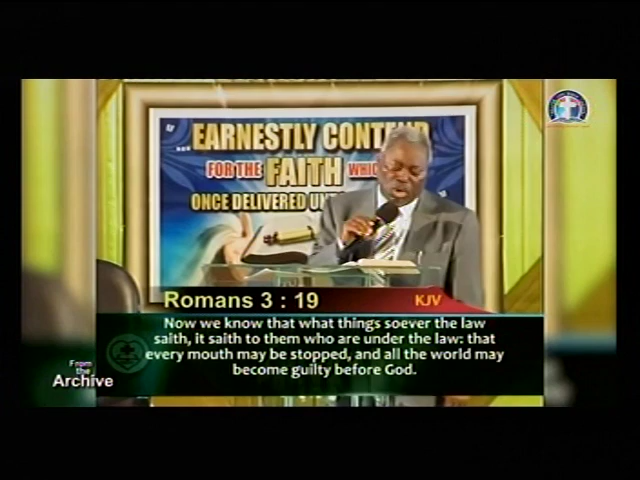 ...EARNESTLY CONTEND
FOR THE FAITH WHICH
ONCE DELIVERED
Romans 3 : 19
KJV
Now we know that what things soever the law
saith, it saith to them who are under the law: that
every mouth may be stopped, and all the world may
become guilty before God.
From
the
Archive